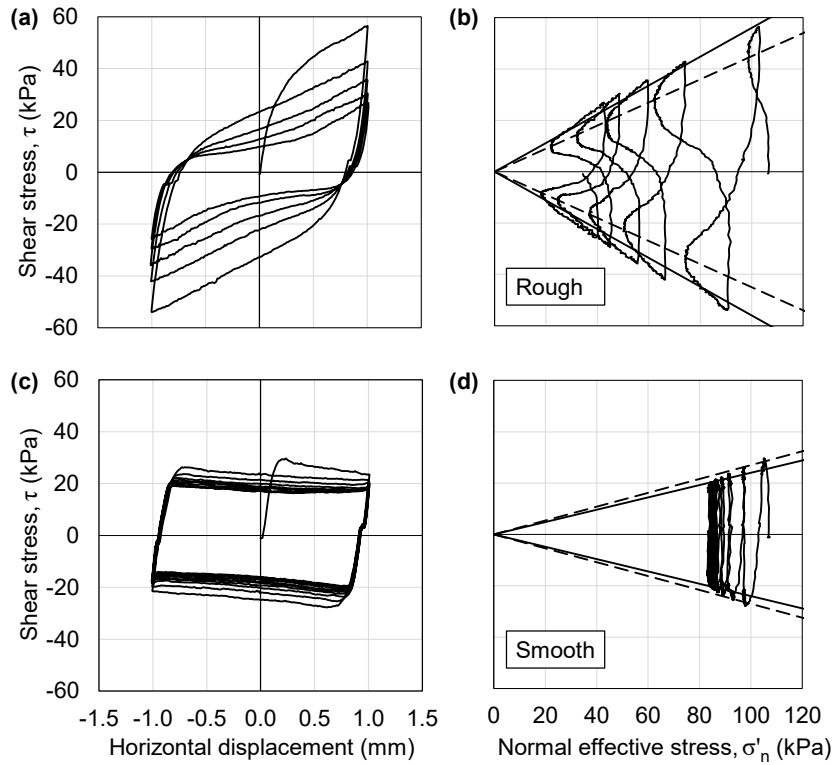 (a)
60
40
20
0
-20
-40
-60
Shear stress, τ (kPa)
(b)
Rough
(c)
60
40
20
0
-20
-40
-60
Shear stress, τ (kPa)
-1.5 -1.0 -0.5 0.0 0.5 1.0 1.5
Horizontal displacement (mm)
(d)
Smooth
0 20 40 60 80 100 120
Normal effective stress, σ'n (kPa)